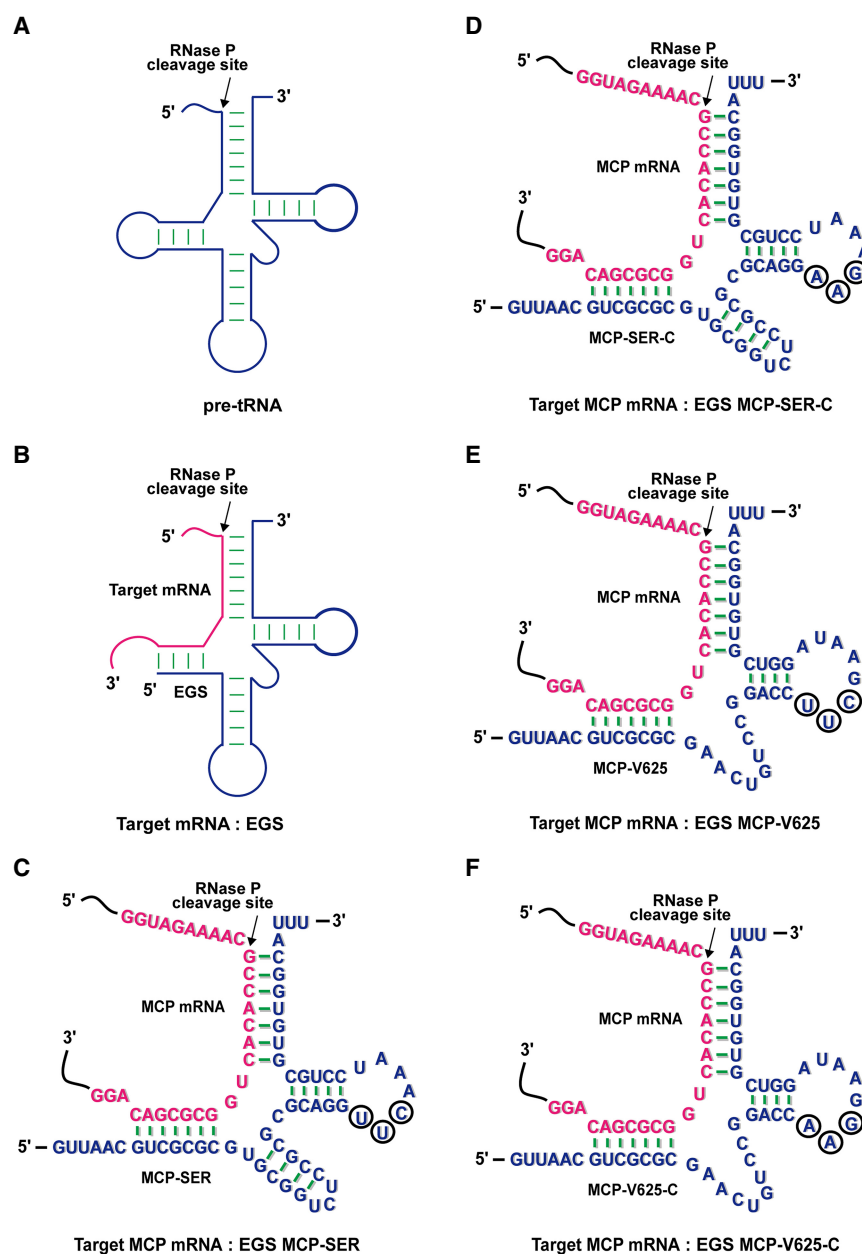 A
RNase P
cleavage site
5'
3'
pre-tRNA
B
RNase P
cleavage site
5'
3'
Target mRNA
3'
5'
EGS
Target mRNA : EGS
C
RNase P
cleavage site
5'
GGUAGAAAAC
UUU
3'
A
G C
C G
C G
A U
C G
A U
C G
MCP mRNA
3'
U
G
GGA
CAGCGCG
CGUCC
U A A A
C U U
GCAGG
C
5'
GUUAAC
GUCGCGC
G U
G C G G U C U C C G C G
MCP-SER
Target MCP mRNA : EGS MCP-SER
D
RNase P
cleavage site
5'
GGUAGAAAAC
UUU
3'
A
G C
C G
C G
A U
C G
A U
C G
MCP mRNA
3'
U
G
GGA
CAGCGCG
CGUCC
U A A A
G A A
GCAGG
C
5'
GUUAAC
GUCGCGC
G U
G C G G U C U C C G C G
MCP-SER-C
Target MCP mRNA : EGS MCP-SER-C
E
RNase P
cleavage site
5'
GGUAGAAAAC
UUU
3'
A
G C
C G
C G
A U
C G
A U
C G
MCP mRNA
3'
U
G
GGA
CAGCGCG
CUGG
A U A A G
C U U
GACC
5'
GUUAAC
GUCGCGC
G A A C U G U C C G
MCP-V625
Target MCP mRNA : EGS MCP-V625
F
RNase P
cleavage site
5'
GGUAGAAAAC
UUU
3'
A
G C
C G
C G
A U
C G
A U
C G
MCP mRNA
3'
U
G
GGA
CAGCGCG
CUGG
A U A A G
G A A
GACC
5'
GUUAAC
GUCGCGC
G A A C U G U C C G
MCP-V625-C
Target MCP mRNA : EGS MCP-V625-C